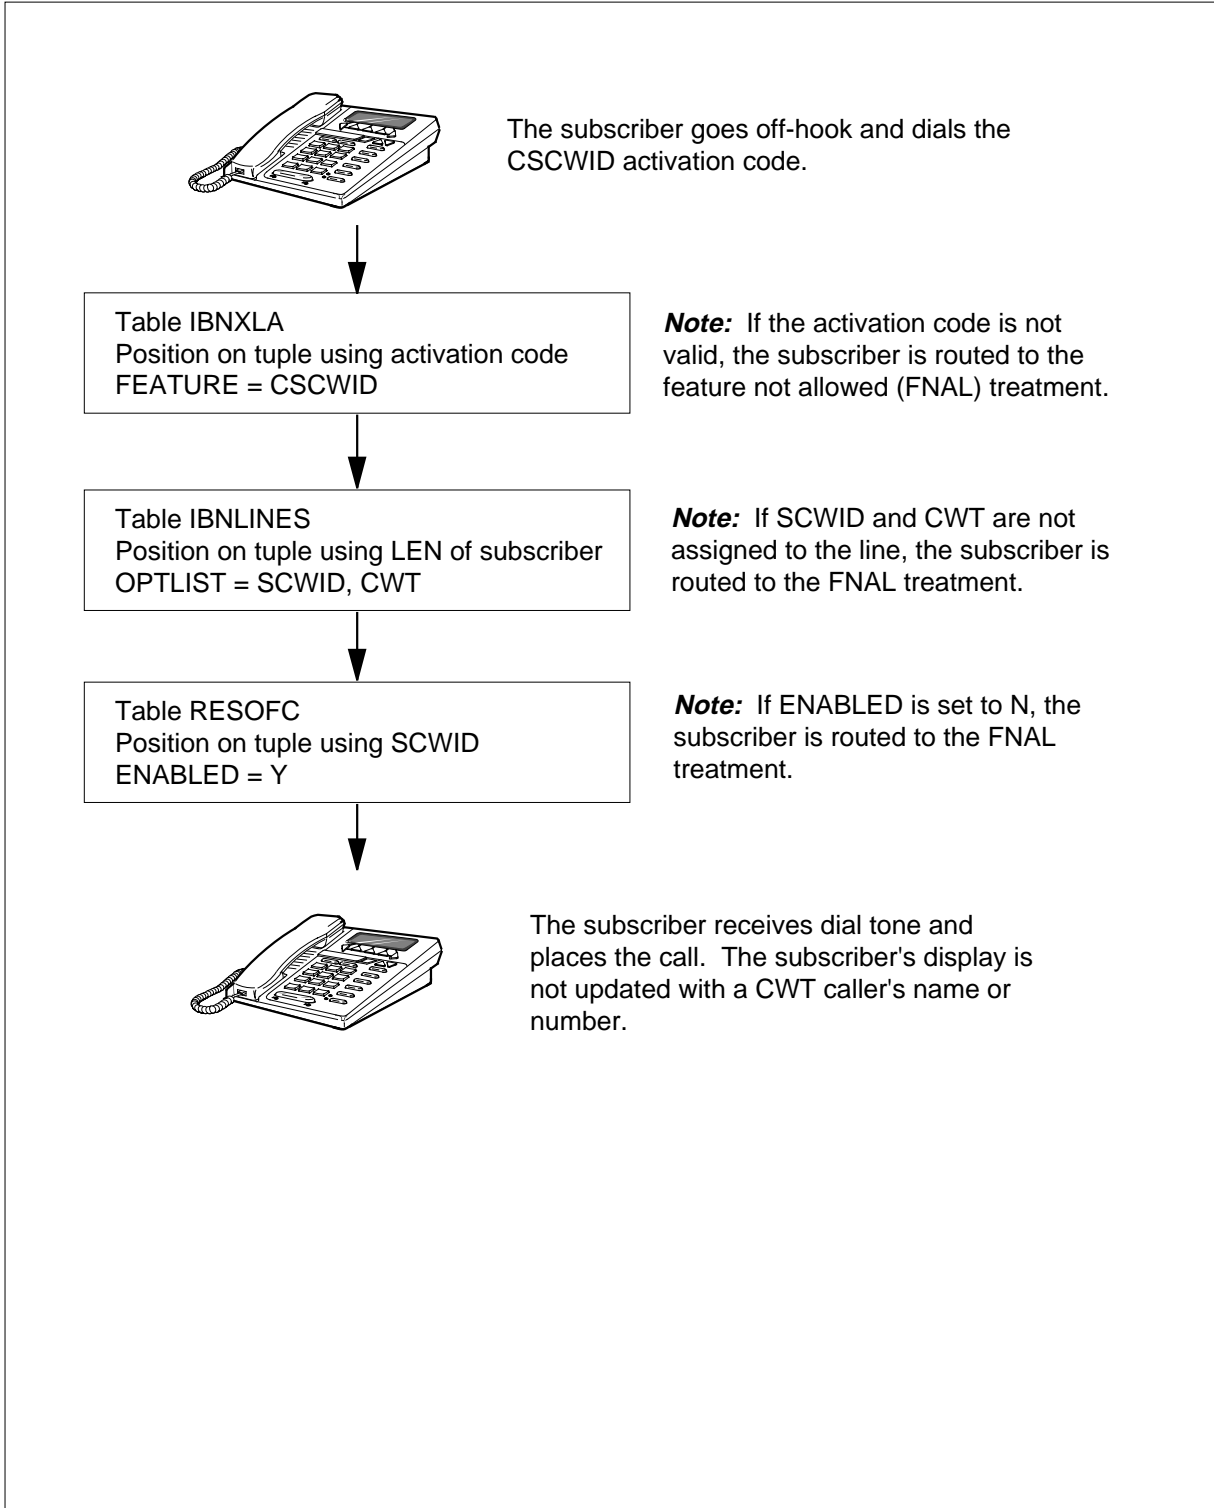 The subscriber goes off-hook and dials the
CSCWID activation code.
Table IBNXLA
Position on tuple using activation code
FEATURE = CSCWID
Note:  If the activation code is not
valid, the subscriber is routed to the
feature not allowed (FNAL) treatment.
Table IBNLINES
Position on tuple using LEN of subscriber
OPTLIST = SCWID, CWT
Note:  If SCWID and CWT are not
assigned to the line, the subscriber is
routed to the FNAL treatment.
Table RESOFC
Position on tuple using SCWID
ENABLED = Y
Note:  If ENABLED is set to N, the
subscriber is routed to the FNAL
treatment.
The subscriber receives dial tone and
places the call.  The subscriber's display is
not updated with a CWT caller's name or
number.